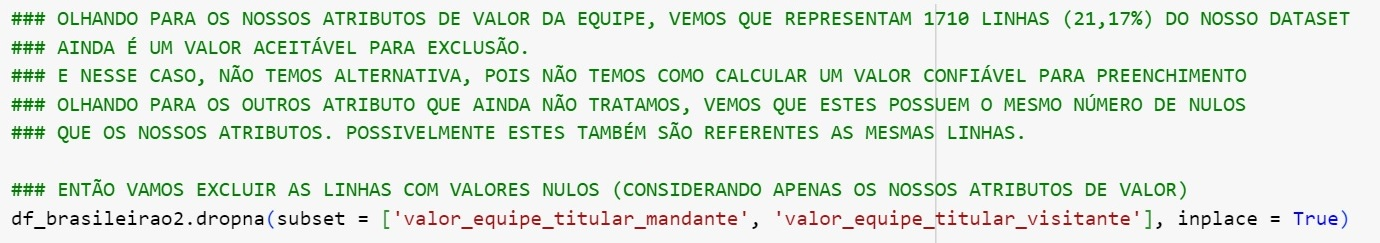 ### OLHANDO PARA OS NOSSOS ATRIBUTOS DE VALOR DA EQUIPE, VEMOS QUE REPRESENTAM 1710 LINHAS (21,17%) DO NOSSO DATASET
### AINDA É UM VALOR ACEITÁVEL PARA EXCLUSÃO.
### E NESSE CASO, NÃO TEMOS ALTERNATIVA, POIS NÃO TEMOS COMO CALCULAR UM VALOR CONFIÁVEL PARA PREENCHIMENTO
### OLHANDO PARA OS OUTROS ATRIBUTO QUE AINDA NÃO TRATAMOS, VEMOS QUE ESTES POSSUEM O MESMO NÚMERO DE NULOS
### QUE OS NOSSOS ATRIBUTOS. POSSIVELMENTE ESTES TAMBÉM SÃO REFERENTES AS MESMAS LINHAS.
### ENTÃO VAMOS EXCLUIR AS LINHAS COM VALORES NULOS (CONSIDERANDO APENAS OS NOSSOS ATRIBUTOS DE VALOR)
df_brasileirao2.dropna(subset = ['valor_equipe_titular_mandante', 'valor_equipe_titular_visitante'], inplace = True)